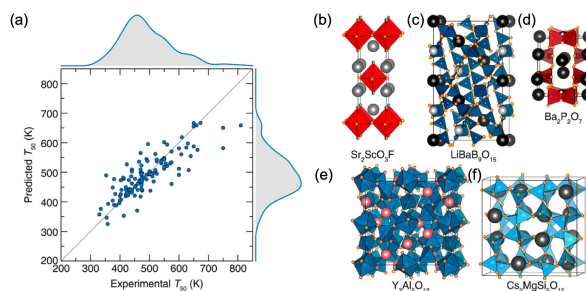 (a)
Predicted T50 (K)
800
700
600
500
400
300
200
200 300 400 500 600 700 800
Experimental T50 (K)
(b)
Sr2ScO3F
(c)
LiBaB9O15
(d)
Ba2P2O7
(e)
Y3Al5O12
(f)
Cs2MgSi5O15